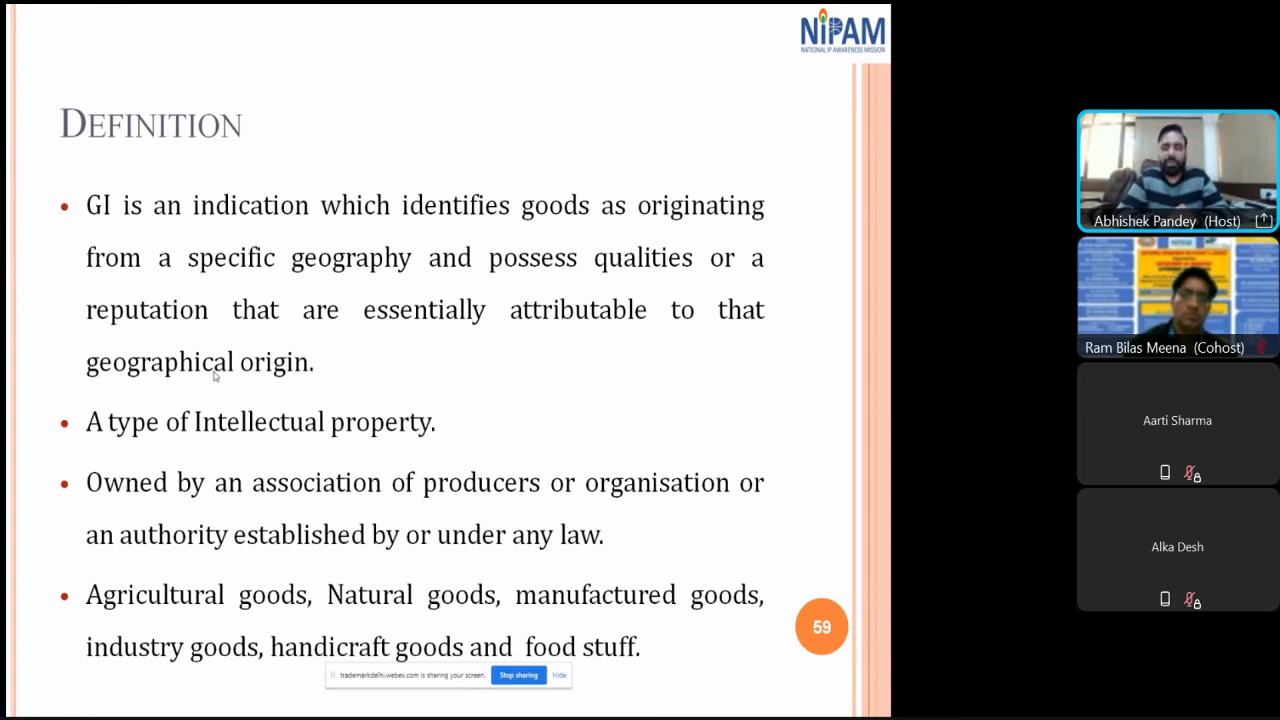 NIPAM
NATIONAL IP AWARENESS MISSION
DEFINITION
• GI is an indication which identifies goods as originating
from a specific geography and possess qualities or a
reputation that are essentially attributable to that
geographical origin.
• A type of Intellectual property.
• Owned by an association of producers or organisation or
an authority established by or under any law.
• Agricultural goods, Natural goods, manufactured goods,
industry goods, handicraft goods and food stuff.
59
trademarkdelhi.webex.com is sharing your screen. Stop sharing Hide
Abhishek Pandey (Host)
Ram Bilas Meena (Cohost)
Aarti Sharma
Alka Desh